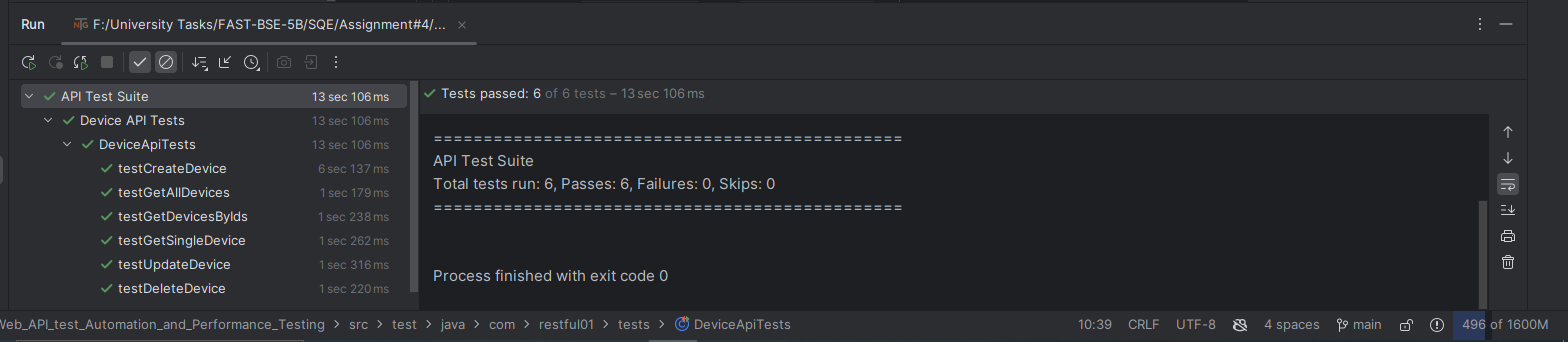 Run F:/University Tasks/FAST-BSE-5B/SQE/Assignment#4/...
API Test Suite 13 sec 106 ms
Device API Tests 13 sec 106 ms
DeviceApiTests 13 sec 106 ms
testCreateDevice 6 sec 137 ms
testGetAllDevices 1 sec 179 ms
testGetDevicesByIds 1 sec 238 ms
testGetSingleDevice 1 sec 262 ms
testUpdateDevice 1 sec 316 ms
testDeleteDevice 1 sec 220 ms
Tests passed: 6 of 6 tests – 13 sec 106 ms
===============================================
API Test Suite
Total tests run: 6, Passes: 6, Failures: 0, Skips: 0
===============================================
Process finished with exit code 0
Web_API_test_Automation_and_Performance_Testing > src > test > java > com > restful01 > tests > DeviceApiTests 10:39 CRLF UTF-8 4 spaces main 496 of 1600M